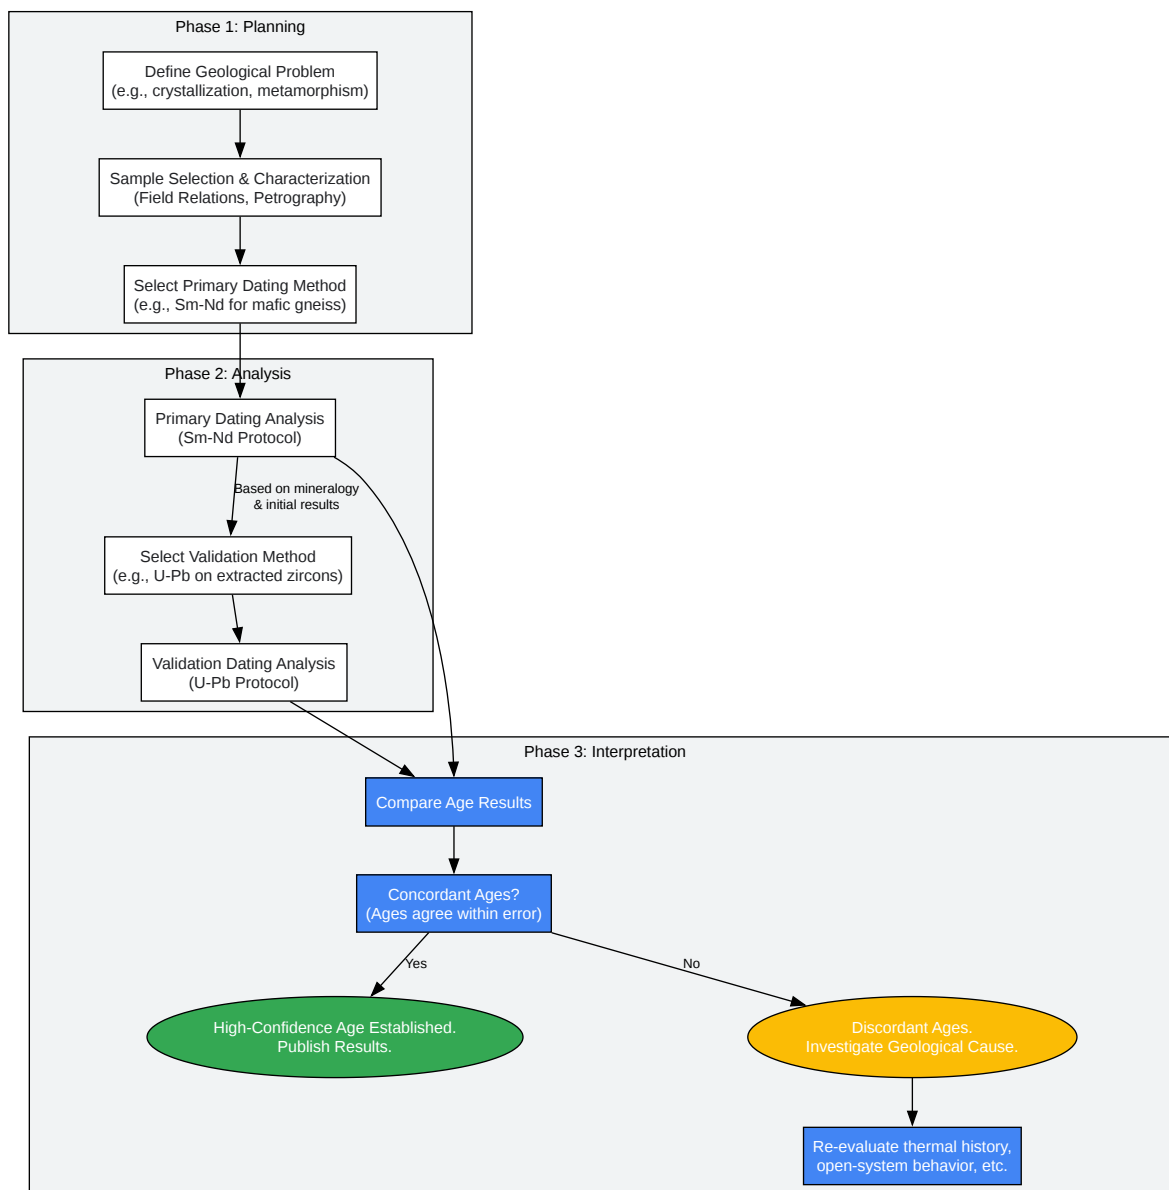 Phase 1: Planning
Define Geological Problem
(e.g., crystallization, metamorphism)
Sample Selection & Characterization
(Field Relations, Petrography)
Select Primary Dating Method
(e.g., Sm-Nd for mafic gneiss)
Phase 2: Analysis
Primary Dating Analysis
(Sm-Nd Protocol)
Based on mineralogy
& initial results
Select Validation Method
(e.g., U-Pb on extracted zircons)
Validation Dating Analysis
(U-Pb Protocol)
Phase 3: Interpretation
Compare Age Results
Concordant Ages?
(Ages agree within error)
Yes
No
High-Confidence Age Established.
Publish Results.
Discordant Ages.
Investigate Geological Cause.
Re-evaluate thermal history,
open-system behavior, etc.